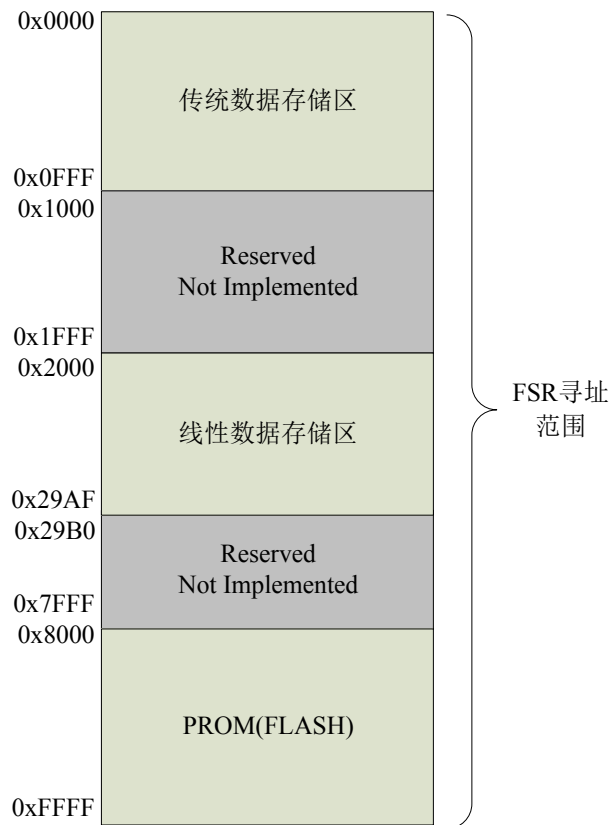 0x0000
传统数据存储区
0x0FFF
0x1000
Reserved
Not Implemented
0x1FFF
0x2000
FSR寻址
范围
线性数据存储区
0x29AF
0x29B0
Reserved
Not Implemented
0x7FFF
0x8000
PROM(FLASH)
0xFFFF